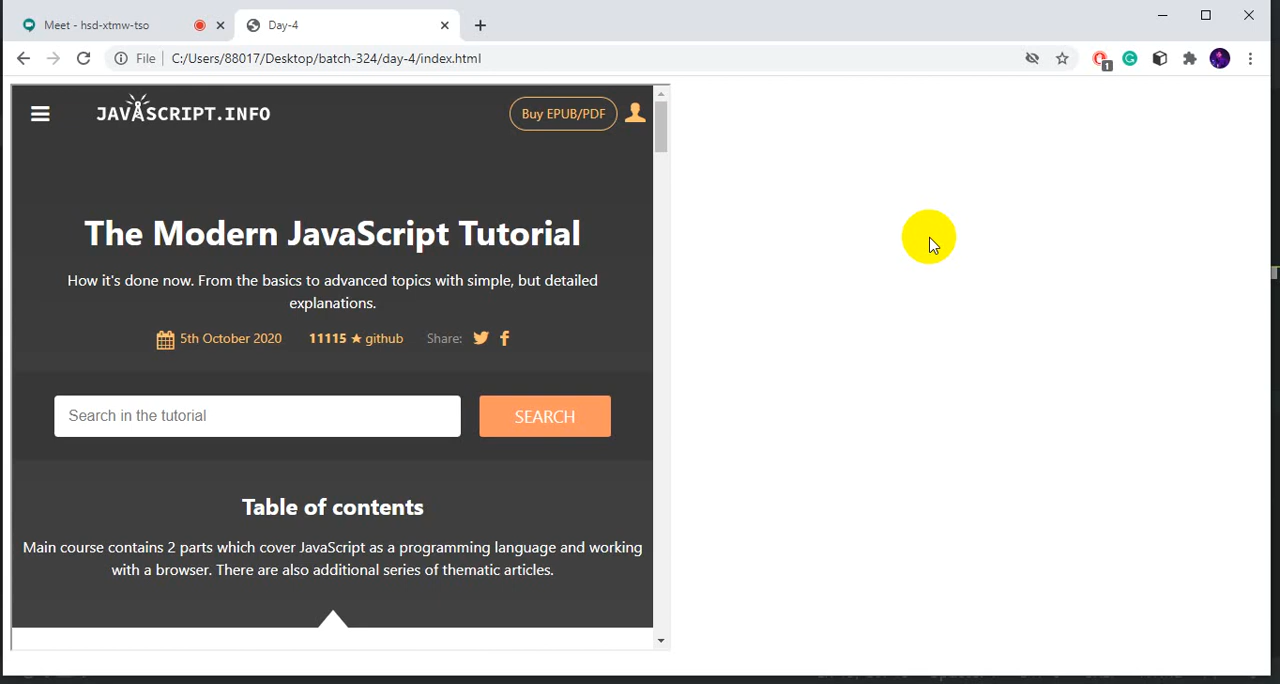 Meet - hsd-xtmw-tso
Day-4
File
C:/Users/88017/Desktop/batch-324/day-4/index.html
1
JAVASCRIPT.INFO
Buy EPUB/PDF
The Modern JavaScript Tutorial
How it's done now. From the basics to advanced topics with simple, but detailed
explanations.
5th October 2020
11115 ★ github
Share:
Search in the tutorial
SEARCH
Table of contents
Main course contains 2 parts which cover JavaScript as a programming language and working
with a browser. There are also additional series of thematic articles.